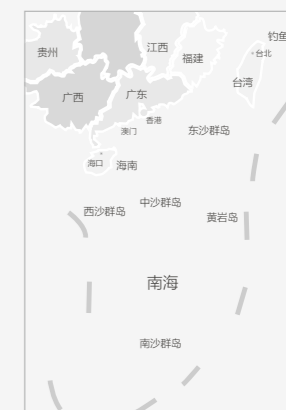 钓鱼
江西
贵州
福建
台北
台湾
广西
广东
香港
澳门
东沙群岛
海口
海南
中沙群岛
西沙群岛
黄岩岛
南海
南沙群岛